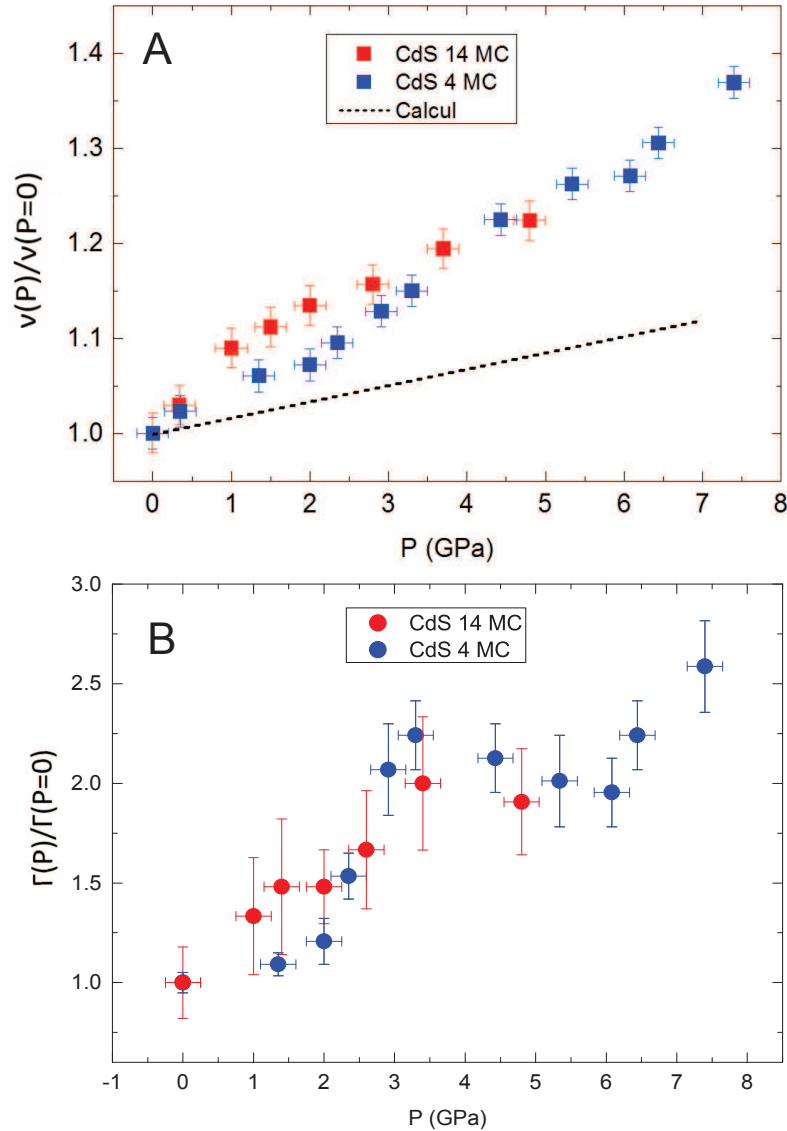 A
CdS 14 MC
CdS 4 MC
Calcul
1.4
1.3
1.2
1.1
1.0
ν(P)/ν(P=0)
0 1 2 3 4 5 6 7 8
P (GPa)
B
CdS 14 MC
CdS 4 MC
3.0
2.5
2.0
1.5
1.0
Γ(P)/Γ(P=0)
-1 0 1 2 3 4 5 6 7 8
P (GPa)